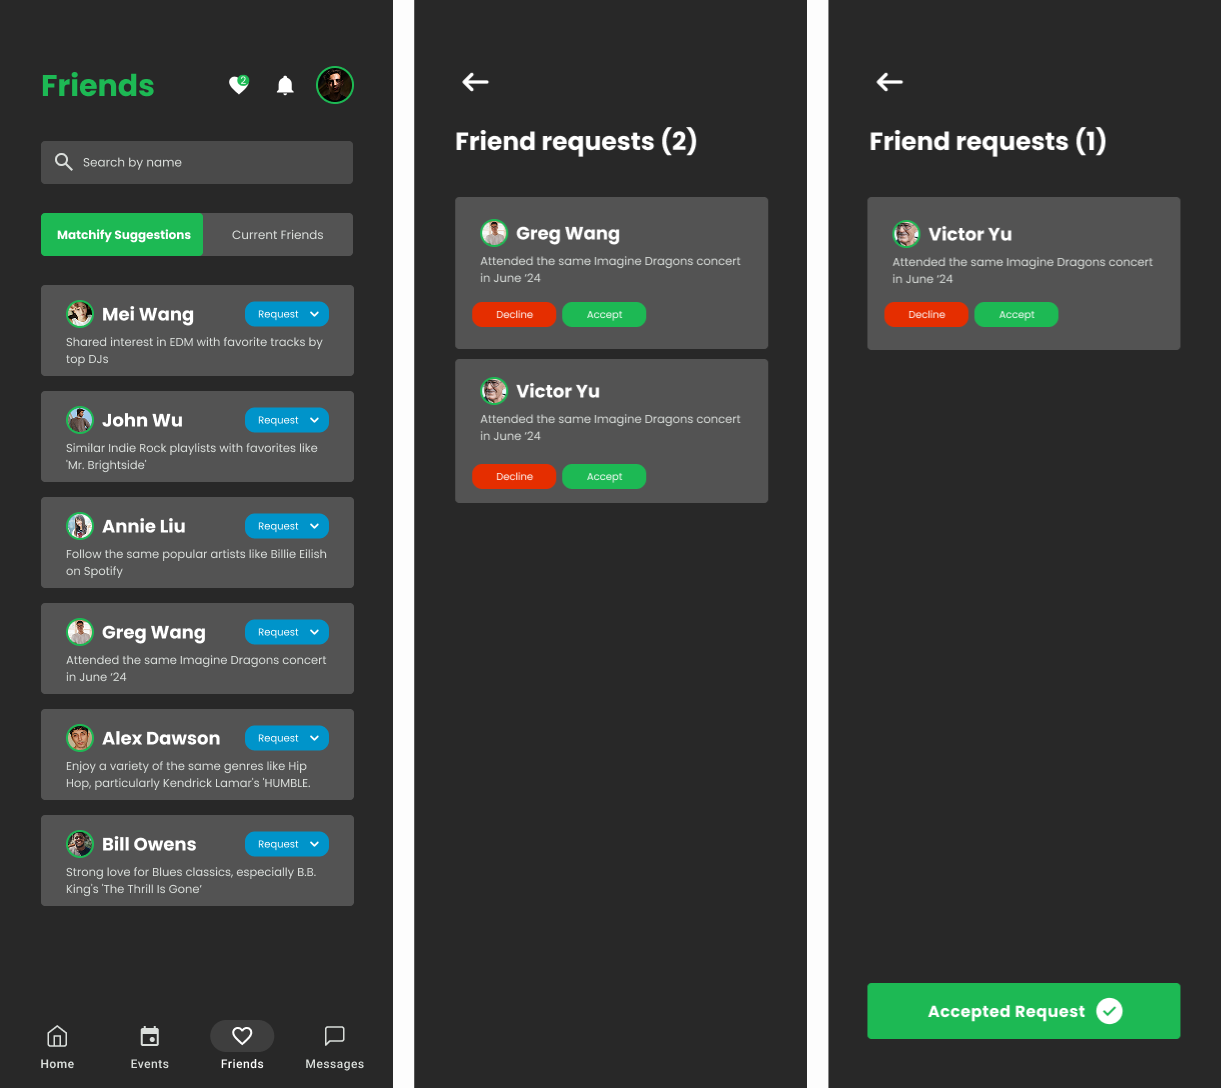 Friends
2
Search by name
Matchify Suggestions
Current Friends
Mei Wang
Request
Shared interest in EDM with favorite tracks by
top DJs
John Wu
Request
Similar Indie Rock playlists with favorites like
'Mr. Brightside'
Annie Liu
Request
Follow the same popular artists like Billie Eilish
on Spotify
Greg Wang
Request
Attended the same Imagine Dragons concert
in June ‘24
Alex Dawson
Request
Enjoy a variety of the same genres like Hip
Hop, particularly Kendrick Lamar's 'HUMBLE.
Bill Owens
Request
Strong love for Blues classics, especially B.B.
King's 'The Thrill Is Gone’
Home
Events
Friends
Messages
Friend requests (2)
Greg Wang
Attended the same Imagine Dragons concert
in June ‘24
Decline
Accept
Victor Yu
Attended the same Imagine Dragons concert
in June ‘24
Decline
Accept
Friend requests (1)
Victor Yu
Attended the same Imagine Dragons concert
in June ‘24
Decline
Accept
Accepted Request